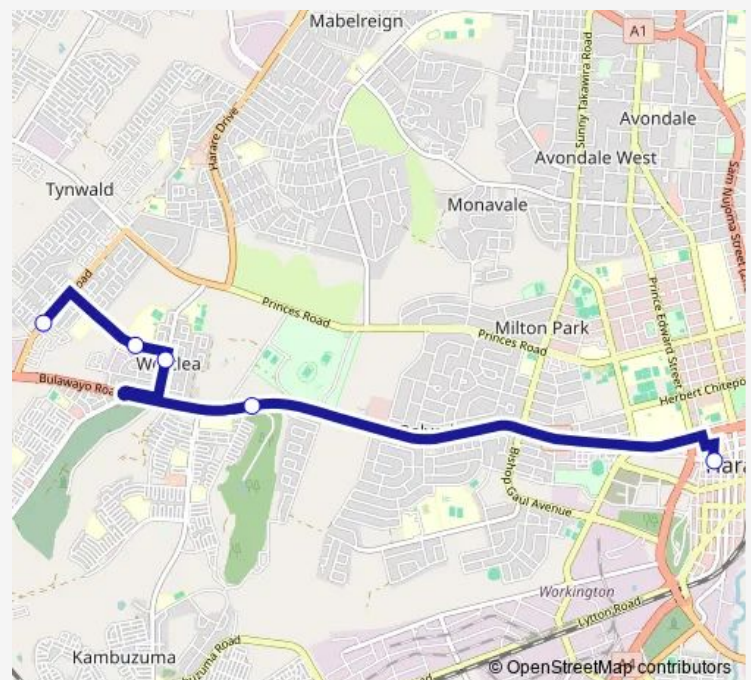 Mabelreign
A1
Avondale
Sunny Takawira Road
Avondale West
Harare Drive
Tynwald
Monavale
Sam Nujoma Street
Prince Edward Street
Princes Road
Milton Park
Princes Road
Bulawayo
Herbert Chitepo
Bishop Gaul Avenue
Workington
Lytton Road
Kambuzuma
Road
© OpenStreetMap contributors